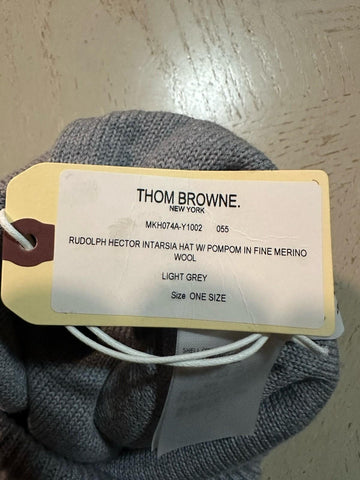 THOM BROWNE.
NEW YORK
MKH074A-Y1002 055
RUDOLPH HECTOR INTARSIA HAT W/ POMPOM IN FINE MERINO
WOOL
LIGHT GREY
Size ONE SIZE
SHELL